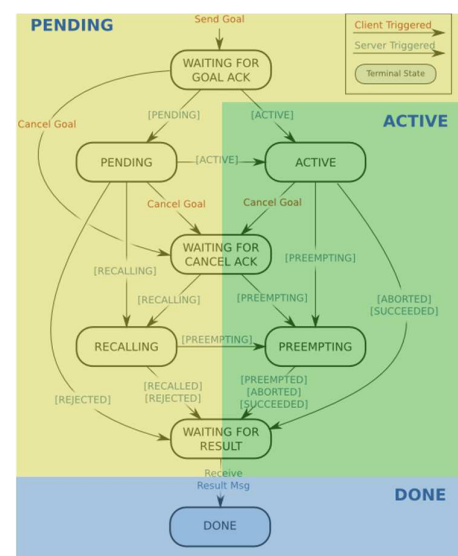 PENDING
Send Goal
Client Triggered
Server Triggered
Terminal State
WAITING FOR
GOAL ACK
[PENDING]
[ACTIVE]
Cancel Goal
ACTIVE
PENDING
[ACTIVE]
ACTIVE
Cancel Goal
Cancel Goal
WAITING FOR
CANCEL ACK
[PREEMPTING]
[RECALLING]
[RECALLING]
[PREEMPTING]
[ABORTED]
[SUCCEEDED]
RECALLING
[PREEMPTING]
PREEMPTING
[REJECTED]
[RECALLED]
[REJECTED]
[PREEMPTED]
[ABORTED]
[SUCCEEDED]
WAITING FOR
RESULT
Receive
Result Msg
DONE
DONE